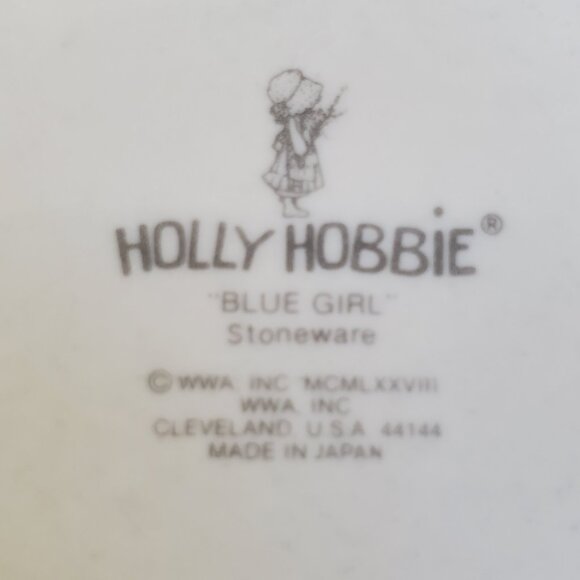 HOLLY HOBBiE®
"BLUE GIRL"
Stoneware
© WWA, INC MCMLXXVIII
WWA, INC
CLEVELAND, U.S.A. 44144
MADE IN JAPAN